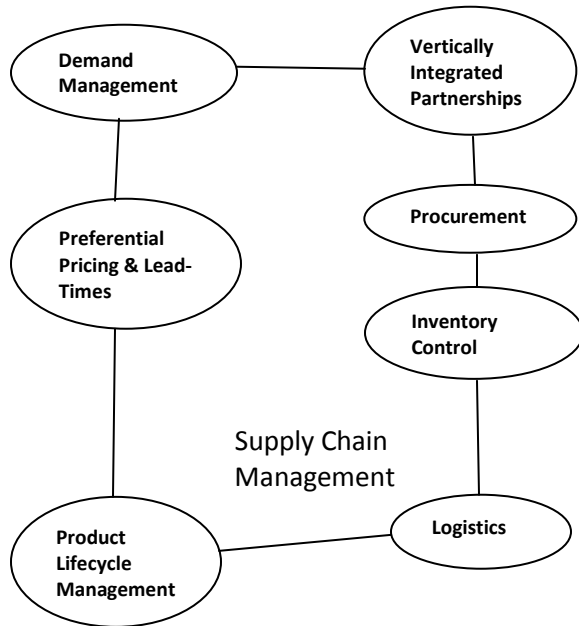 Demand
Management
Vertically
Integrated
Partnerships
Preferential
Pricing & Lead-
Times
Procurement
Inventory
Control
Supply Chain
Management
Product
Lifecycle
Management
Logistics